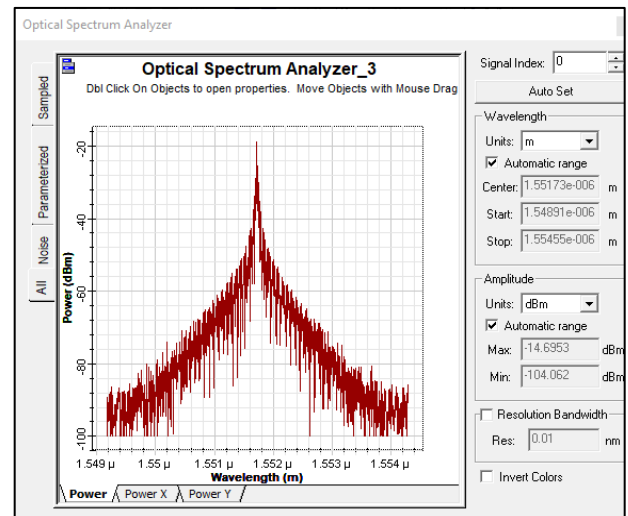 Optical Spectrum Analyzer
Optical Spectrum Analyzer_3
Dbl Click On Objects to open properties. Move Objects with Mouse Drag
Sampled
Parameterized
Noise
All
Power (dBm)
-20
-40
-60
-80
-100
1.549 µ 1.55 µ 1.551 µ 1.552 µ 1.553 µ 1.554 µ
Wavelength (m)
Power Power X Power Y
Signal Index: 0
Auto Set
Wavelength
Units: m
Automatic range
Center: 1.55173e-006 m
Start: 1.54891e-006 m
Stop: 1.55455e-006 m
Amplitude
Units: dBm
Automatic range
Max: -14.6953 dBm
Min: -104.062 dBm
Resolution Bandwidth
Res: 0.01 nm
Invert Colors